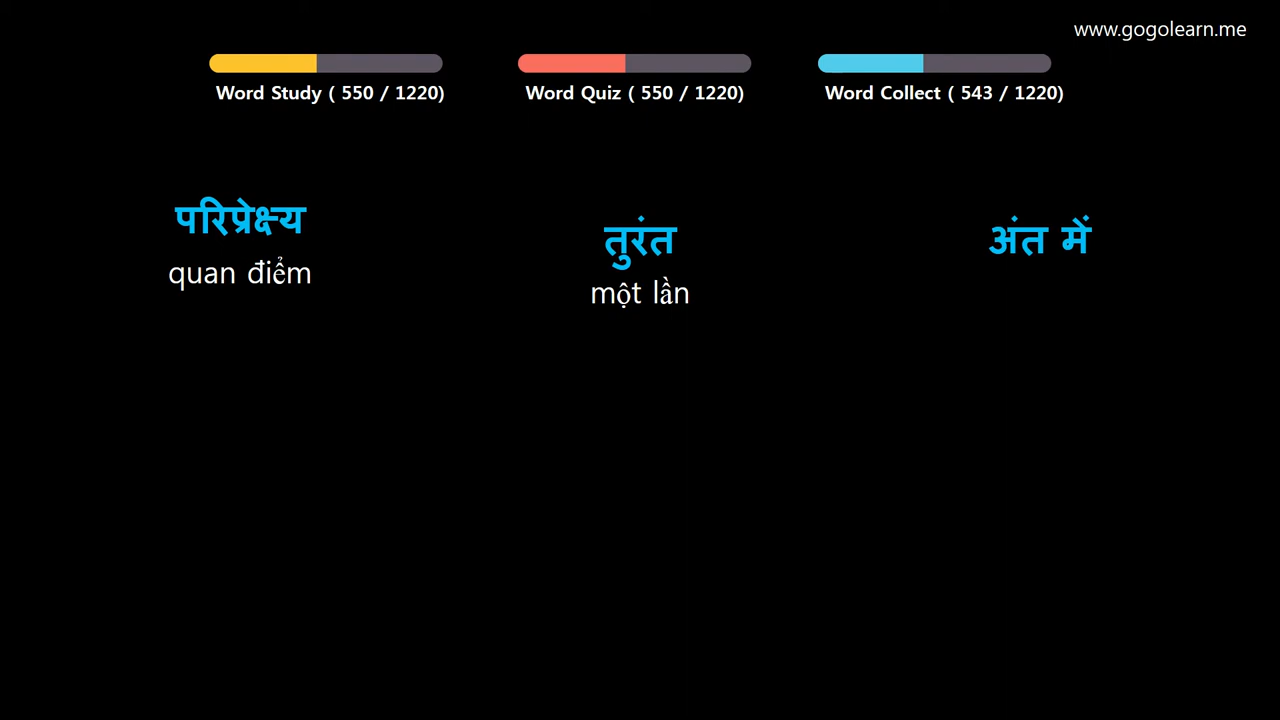 www.gogolearn.me
Word Study ( 550 / 1220)
Word Quiz ( 550 / 1220)
Word Collect ( 543 / 1220)
परिप्रेक्ष्य
quan điểm
तुरंत
một lần
अंत में